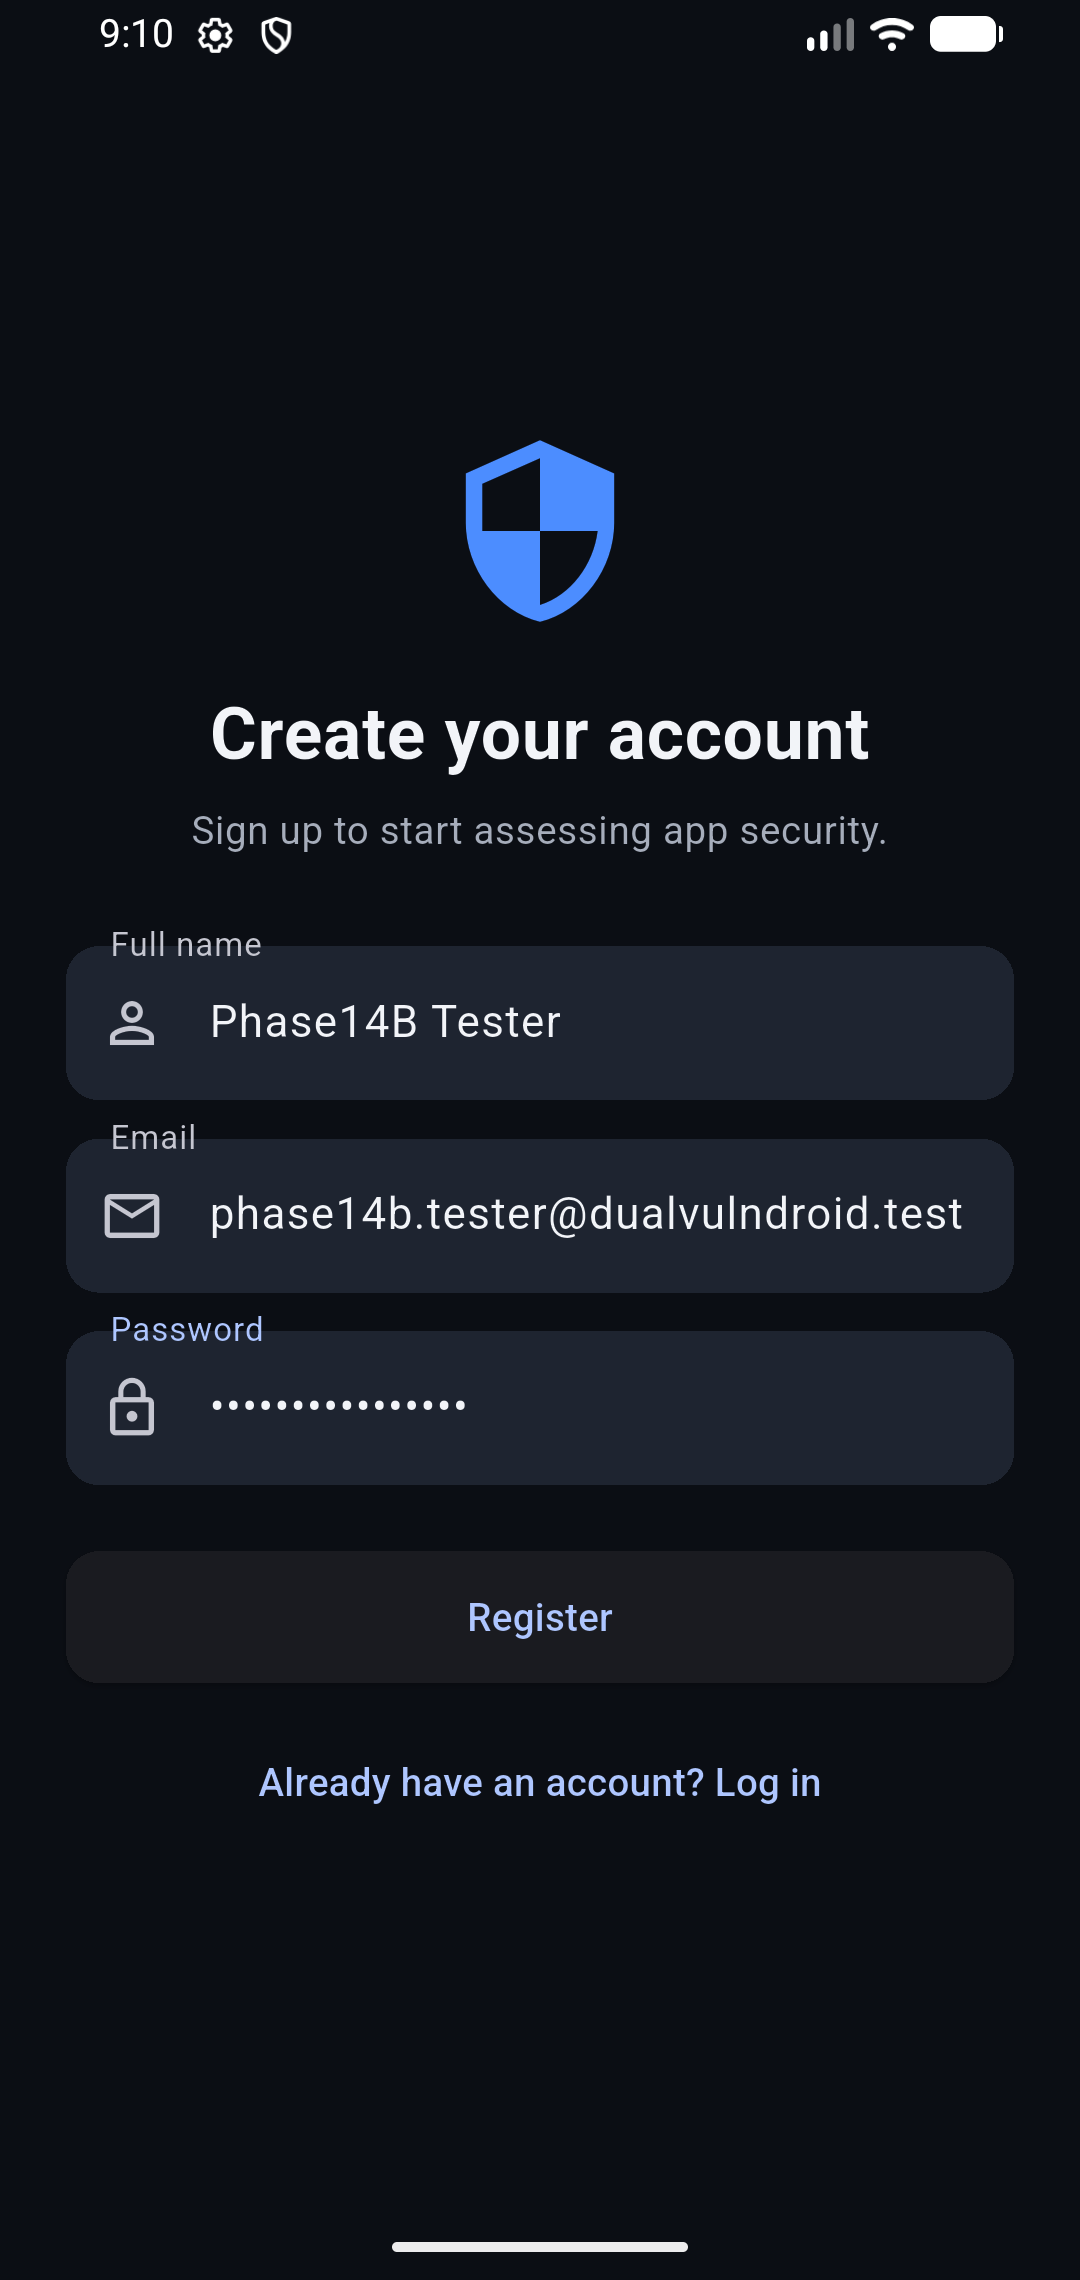 9:10
Create your account
Sign up to start assessing app security.
Full name
Phase14B Tester
Email
phase14b.tester@dualvulndroid.test
Password
••••••••••••••••
Register
Already have an account? Log in